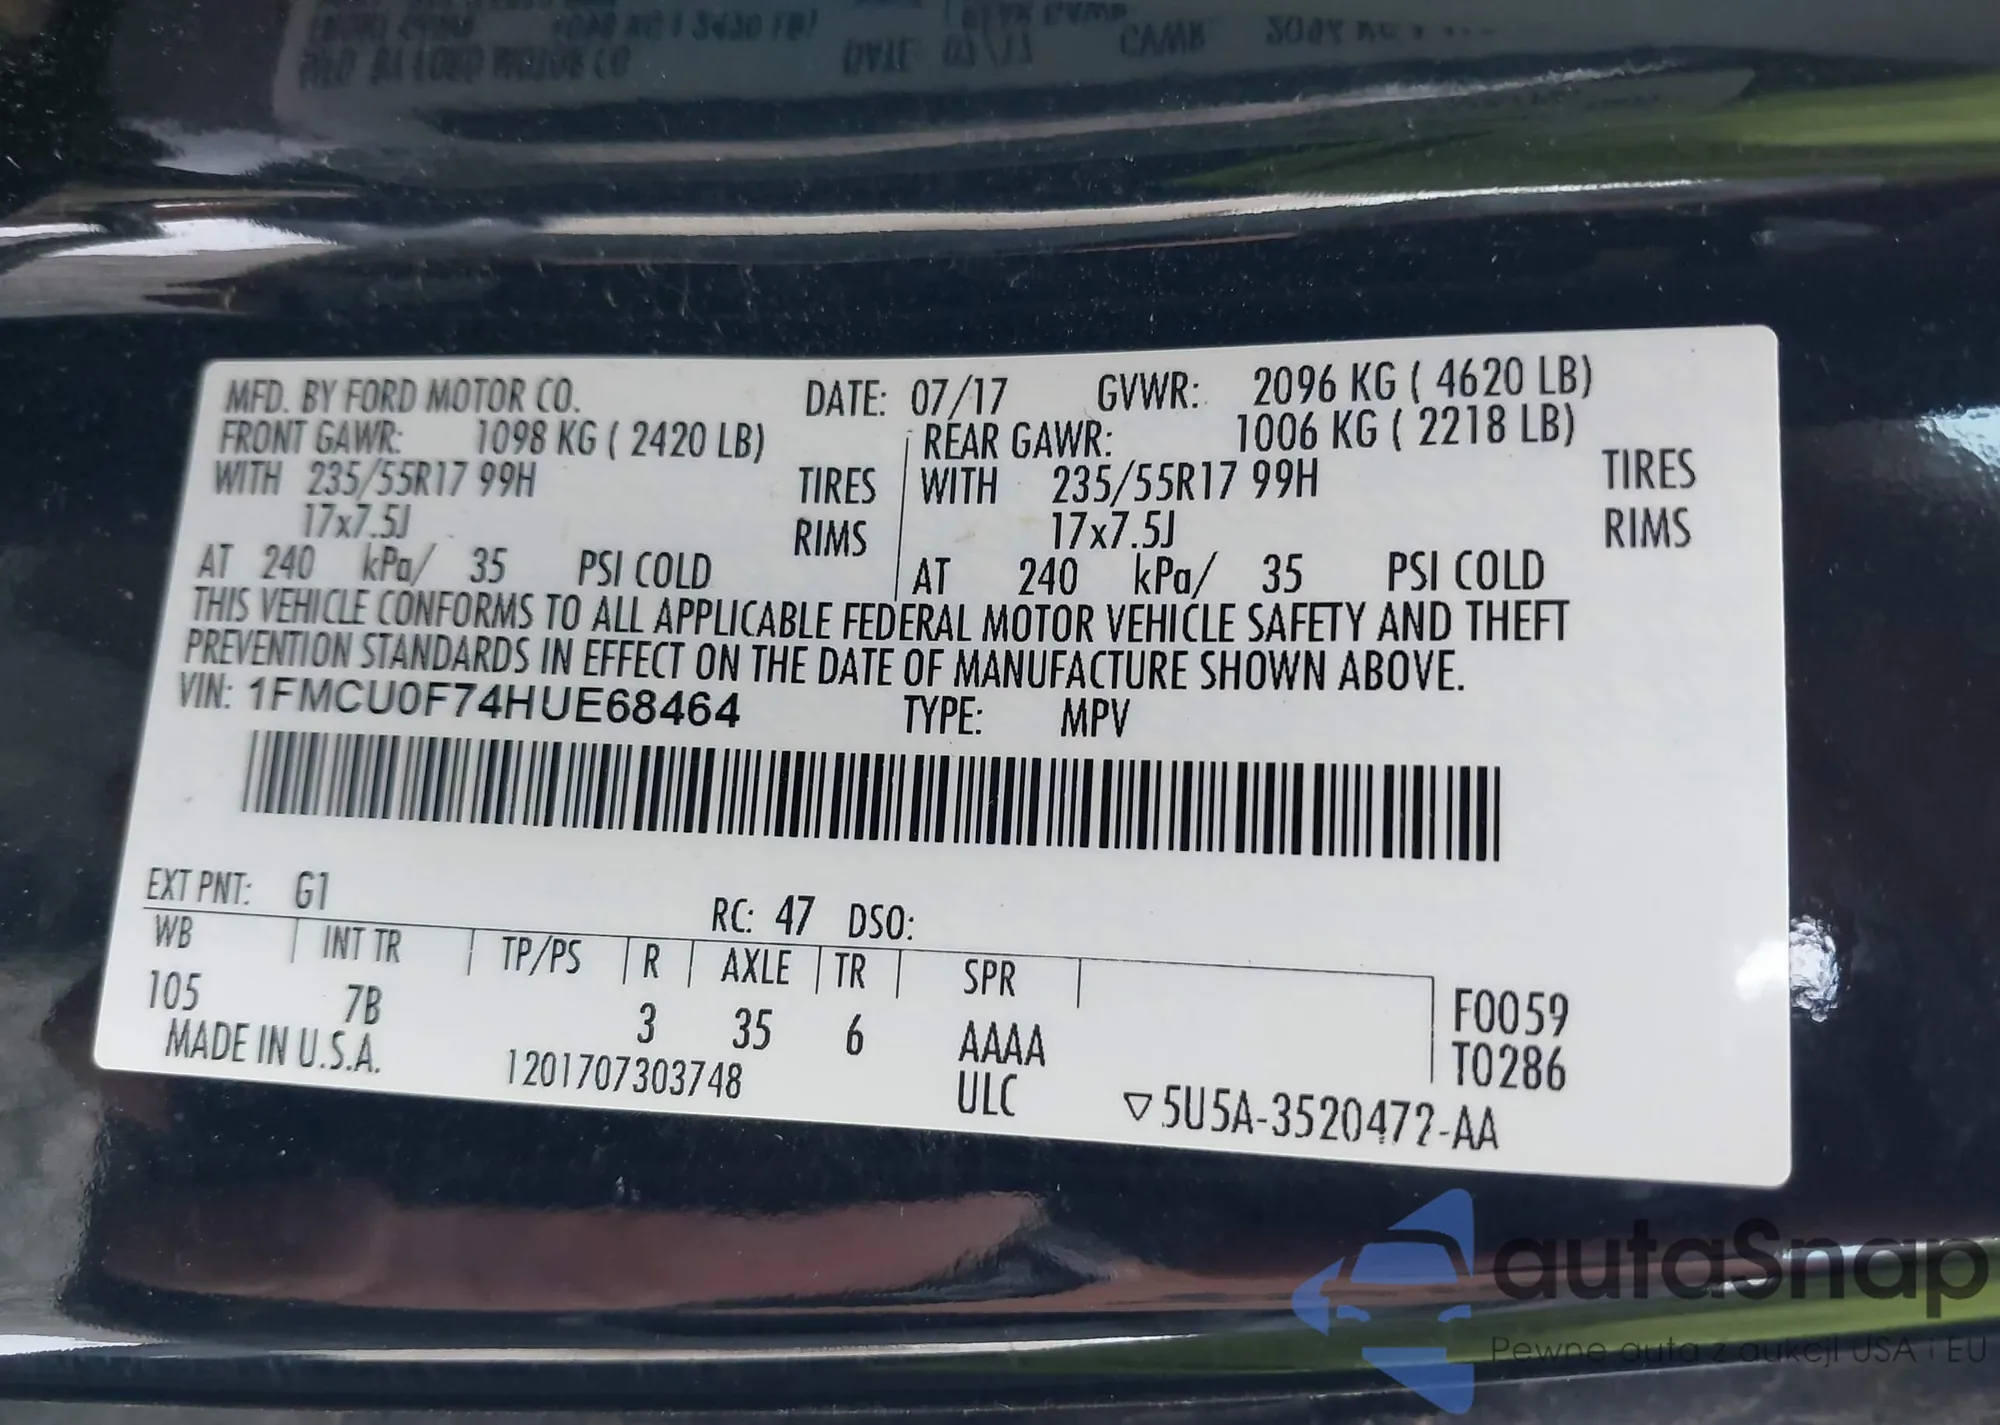 MFD. BY FORD MOTOR CO. DATE: 07/17 GVWR: 2096 KG ( 4620 LB)
FRONT GAWR: 1098 KG ( 2420 LB) REAR GAWR: 1006 KG ( 2218 LB)
WITH 235/55R17 99H TIRES WITH 235/55R17 99H TIRES
17x7.5J RIMS 17x7.5J RIMS
AT 240 kPa/ 35 PSI COLD AT 240 kPa/ 35 PSI COLD
THIS VEHICLE CONFORMS TO ALL APPLICABLE FEDERAL MOTOR VEHICLE SAFETY AND THEFT
PREVENTION STANDARDS IN EFFECT ON THE DATE OF MANUFACTURE SHOWN ABOVE.
VIN: 1FMCU0F74HUE68464 TYPE: MPV
EXT PNT: G1 RC: 47 DSO:
WB INT TR TP/PS R AXLE TR SPR
105 7B 3 35 6 AAAA F0059
MADE IN U.S.A. 1201707303748 ULC T0286
▽5U5A-3520472-AA
autaSnap
Pewne auta z aukcji USA i EU